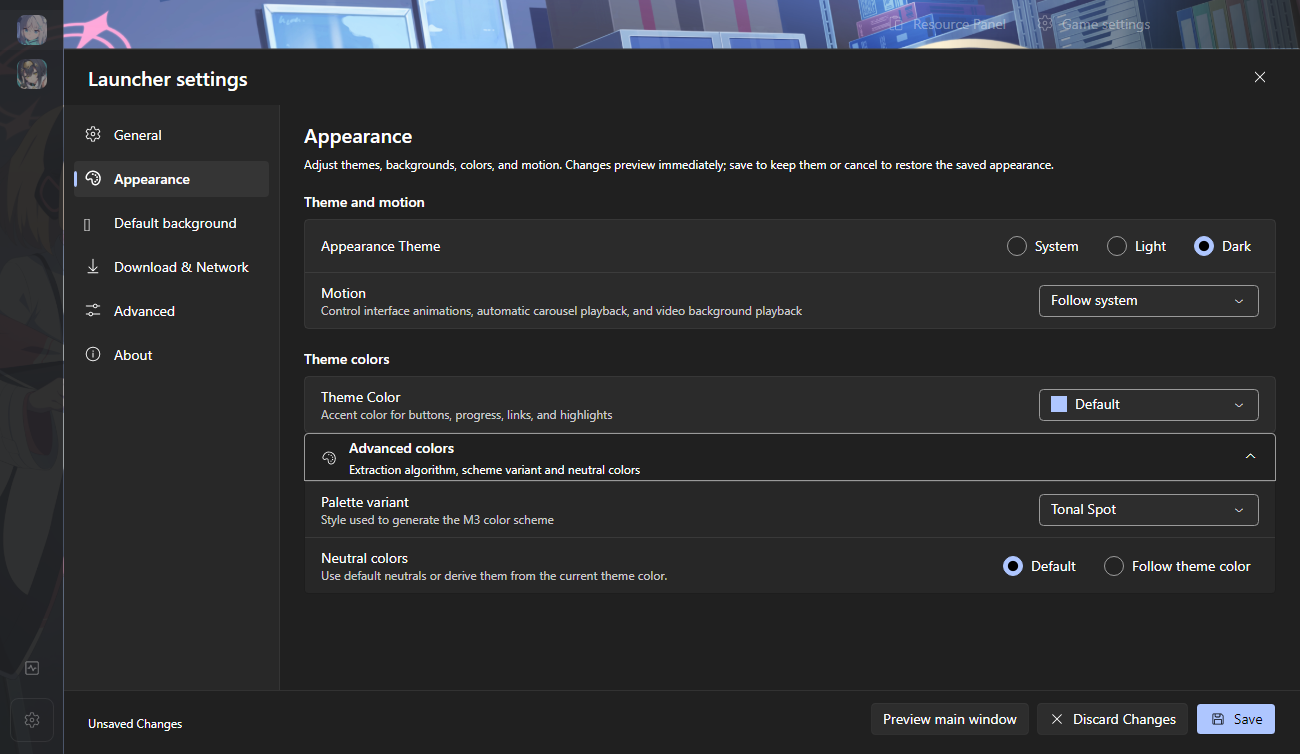 Resource Panel
Game settings
Launcher settings
General
Appearance
Default background
Download & Network
Advanced
About
Appearance
Adjust themes, backgrounds, colors, and motion. Changes preview immediately; save to keep them or cancel to restore the saved appearance.
Theme and motion
Appearance Theme
System
Light
Dark
Motion
Control interface animations, automatic carousel playback, and video background playback
Follow system
Theme colors
Theme Color
Accent color for buttons, progress, links, and highlights
Default
Advanced colors
Extraction algorithm, scheme variant and neutral colors
Palette variant
Style used to generate the M3 color scheme
Tonal Spot
Neutral colors
Use default neutrals or derive them from the current theme color.
Default
Follow theme color
Unsaved Changes
Preview main window
Discard Changes
Save